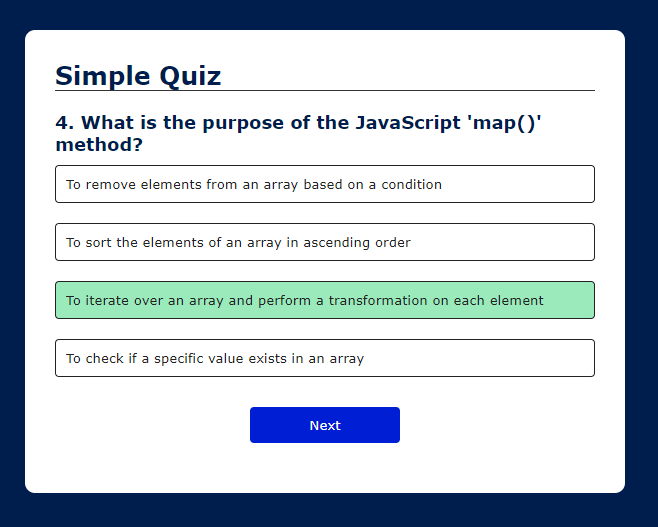 Simple Quiz
4. What is the purpose of the JavaScript 'map()'
method?
To remove elements from an array based on a condition
To sort the elements of an array in ascending order
To iterate over an array and perform a transformation on each element
To check if a specific value exists in an array
Next